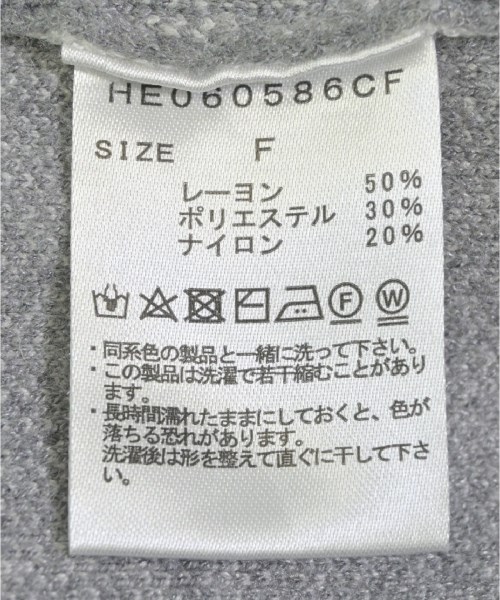 HE060586CF
SIZE F
レーヨン 50%
ポリエステル 30%
ナイロン 20%
F W
・同系色の製品と一緒に洗って下さい。
・この製品は洗濯で若干縮むことがあり
ます。
・長時間濡れたままにしておくと、色が
落ちる恐れがあります。
洗濯後は形を整えて直ぐに干して下さ
い。